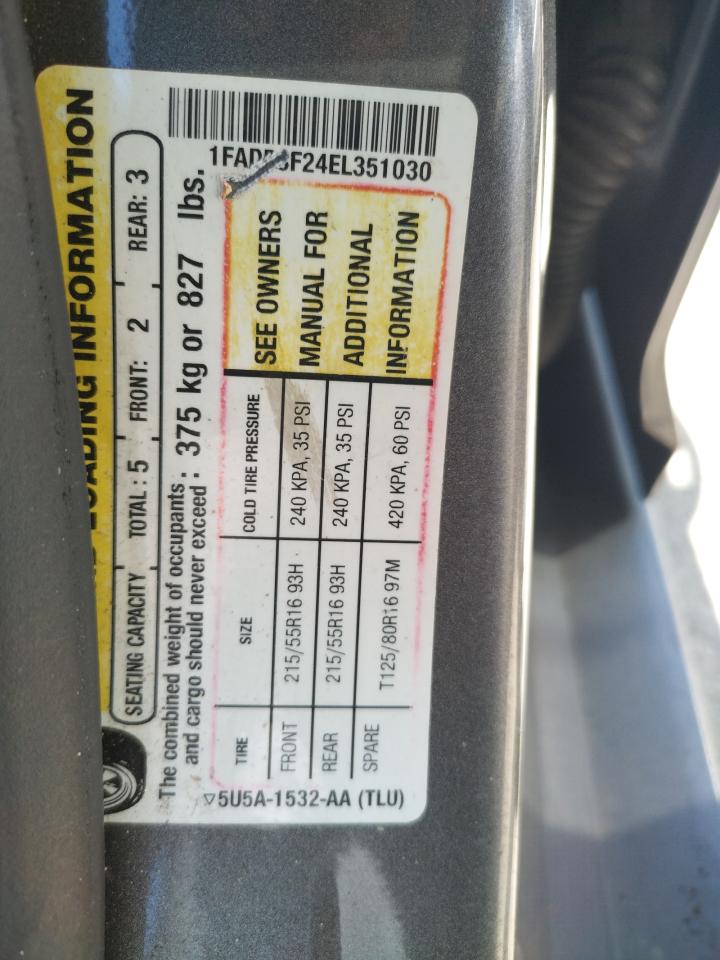 LOADING INFORMATION
SEATING CAPACITY TOTAL: 5 FRONT: 2 REAR: 3
The combined weight of occupants
and cargo should never exceed : 375 kg or 827 lbs.
TIRE SIZE COLD TIRE PRESSURE
FRONT 215/55R16 93H 240 KPA, 35 PSI
REAR 215/55R16 93H 240 KPA, 35 PSI
SPARE T125/80R16 97M 420 KPA, 60 PSI
SEE OWNERS
MANUAL FOR
ADDITIONAL
INFORMATION
5U5A-1532-AA (TLU)